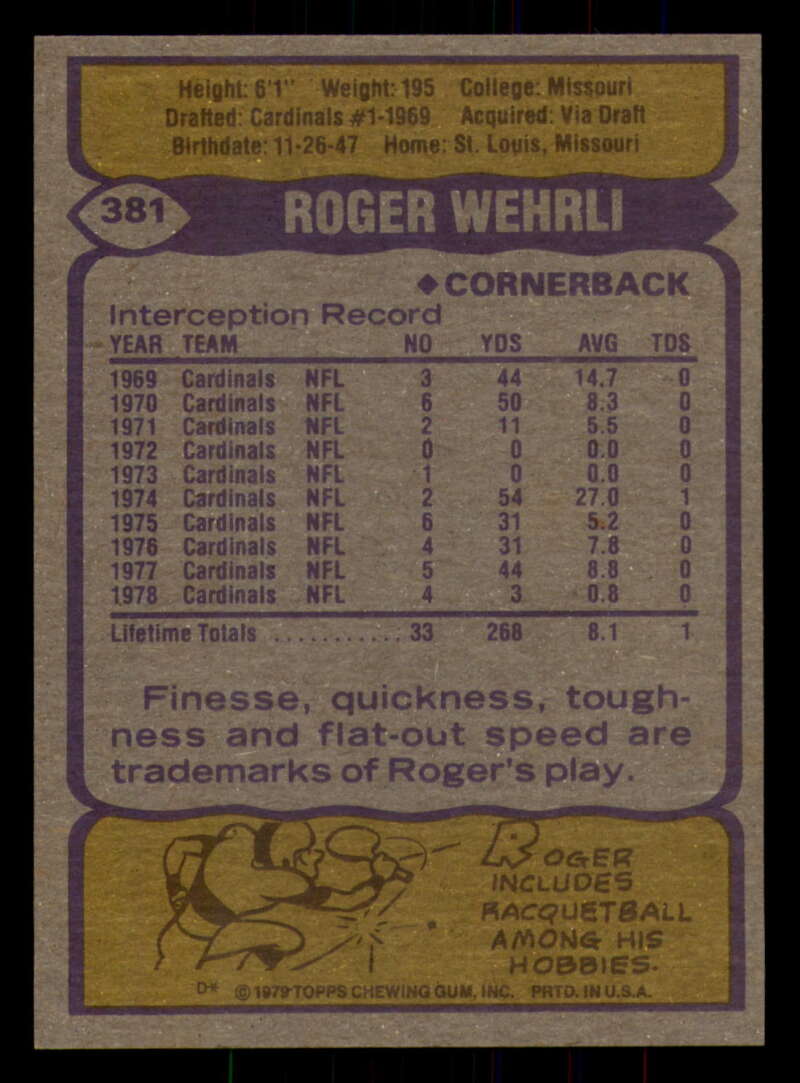 Height: 6'1" Weight: 195 College: Missouri
Drafted: Cardinals #1-1969 Acquired: Via Draft
Birthdate: 11-26-47 Home: St. Louis, Missouri
381 ROGER WEHRLI
◆CORNERBACK
Interception Record
YEAR TEAM NO YDS AVG TDS
1969 Cardinals NFL 3 44 14.7 0
1970 Cardinals NFL 6 50 8.3 0
1971 Cardinals NFL 2 11 5.5 0
1972 Cardinals NFL 0 0 0.0 0
1973 Cardinals NFL 1 0 0.0 0
1974 Cardinals NFL 2 54 27.0 1
1975 Cardinals NFL 6 31 5.2 0
1976 Cardinals NFL 4 31 7.8 0
1977 Cardinals NFL 5 44 8.8 0
1978 Cardinals NFL 4 3 0.8 0
Lifetime Totals ........... 33 268 8.1 1
Finesse, quickness, tough-
ness and flat-out speed are
trademarks of Roger's play.
ROGER
INCLUDES
RACQUETBALL
AMONG HIS
HOBBIES.
D* © 1979 TOPPS CHEWING GUM, INC. PRTD. IN U.S.A.